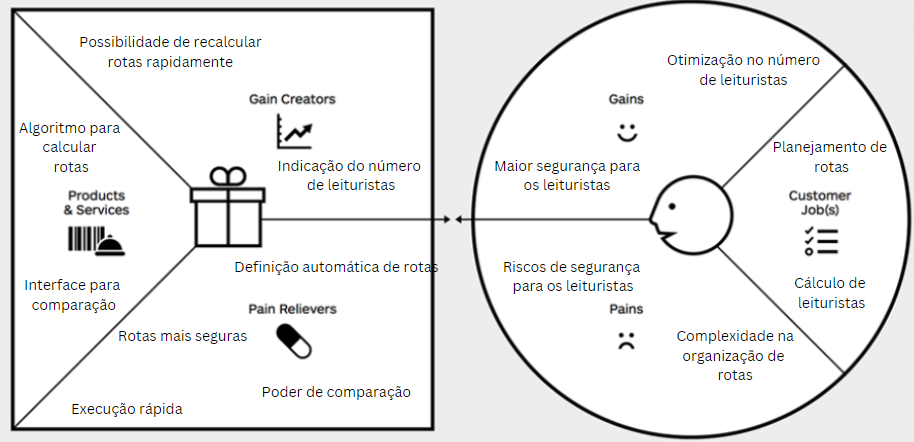 Possibilidade de recalcular
rotas rapidamente
Gain Creators
Indicação do número
de leituristas
Algoritmo para
calcular
rotas
Products
& Services
Interface para
comparação
Definição automática de rotas
Pain Relievers
Rotas mais seguras
Poder de comparação
Execução rápida
Otimização no número
de leituristas
Gains
Maior segurança para
os leituristas
Planejamento de
rotas
Customer
Job(s)
Cálculo de
leituristas
Riscos de segurança
para os leituristas
Pains
Complexidade na
organização de
rotas